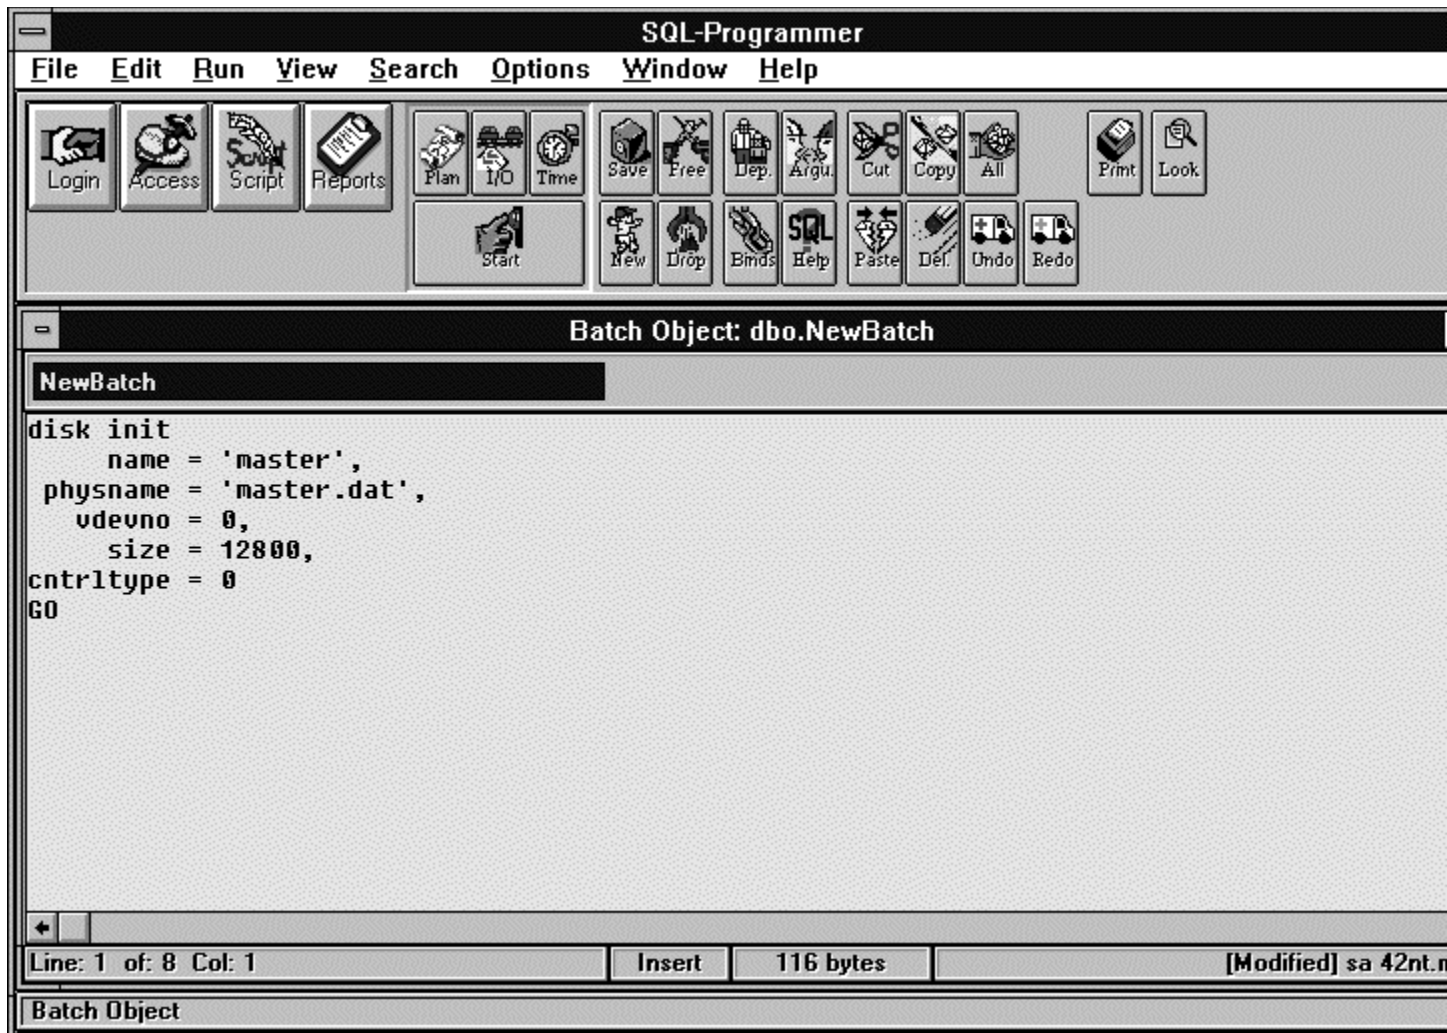 SQL-Programmer
File Edit Run View Search Options Window Help
Login Access Script Reports Plan I/O Time Save Free Dep. Argu. Cut Copy All Print Look
Start New Drop Binds SQL Help Paste Del. Undo Redo
Batch Object: dbo.NewBatch
NewBatch
disk init
     name = 'master',
 physname = 'master.dat',
   vdevno = 0,
     size = 12800,
cntrltype = 0
GO
Line: 1 of: 8 Col: 1 Insert 116 bytes [Modified] sa 42nt.m
Batch Object